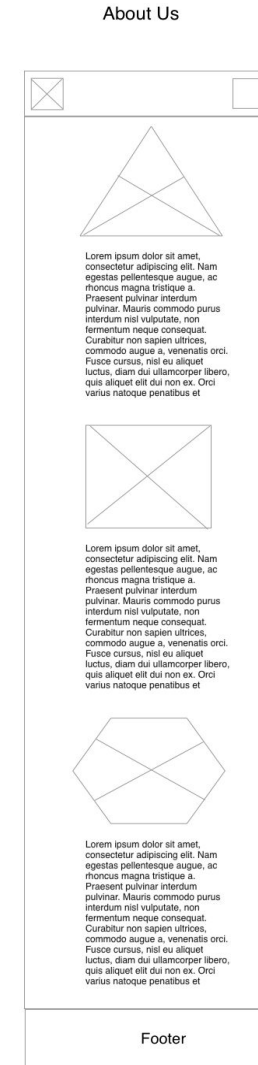 About Us
Lorem ipsum dolor sit amet,
consectetur adipiscing elit. Nam
egestas pellentesque augue, ac
rhoncus magna tristique a.
Praesent pulvinar interdum
pulvinar. Mauris commodo purus
interdum nisl vulputate, non
fermentum neque consequat.
Curabitur non sapien ultrices,
commodo augue a, venenatis orci.
Fusce cursus, nisl eu aliquet
luctus, diam dui ullamcorper libero,
quis aliquet elit dui non ex. Orci
varius natoque penatibus et
Lorem ipsum dolor sit amet,
consectetur adipiscing elit. Nam
egestas pellentesque augue, ac
rhoncus magna tristique a.
Praesent pulvinar interdum
pulvinar. Mauris commodo purus
interdum nisl vulputate, non
fermentum neque consequat.
Curabitur non sapien ultrices,
commodo augue a, venenatis orci.
Fusce cursus, nisl eu aliquet
luctus, diam dui ullamcorper libero,
quis aliquet elit dui non ex. Orci
varius natoque penatibus et
Lorem ipsum dolor sit amet,
consectetur adipiscing elit. Nam
egestas pellentesque augue, ac
rhoncus magna tristique a.
Praesent pulvinar interdum
pulvinar. Mauris commodo purus
interdum nisl vulputate, non
fermentum neque consequat.
Curabitur non sapien ultrices,
commodo augue a, venenatis orci.
Fusce cursus, nisl eu aliquet
luctus, diam dui ullamcorper libero,
quis aliquet elit dui non ex. Orci
varius natoque penatibus et
Footer